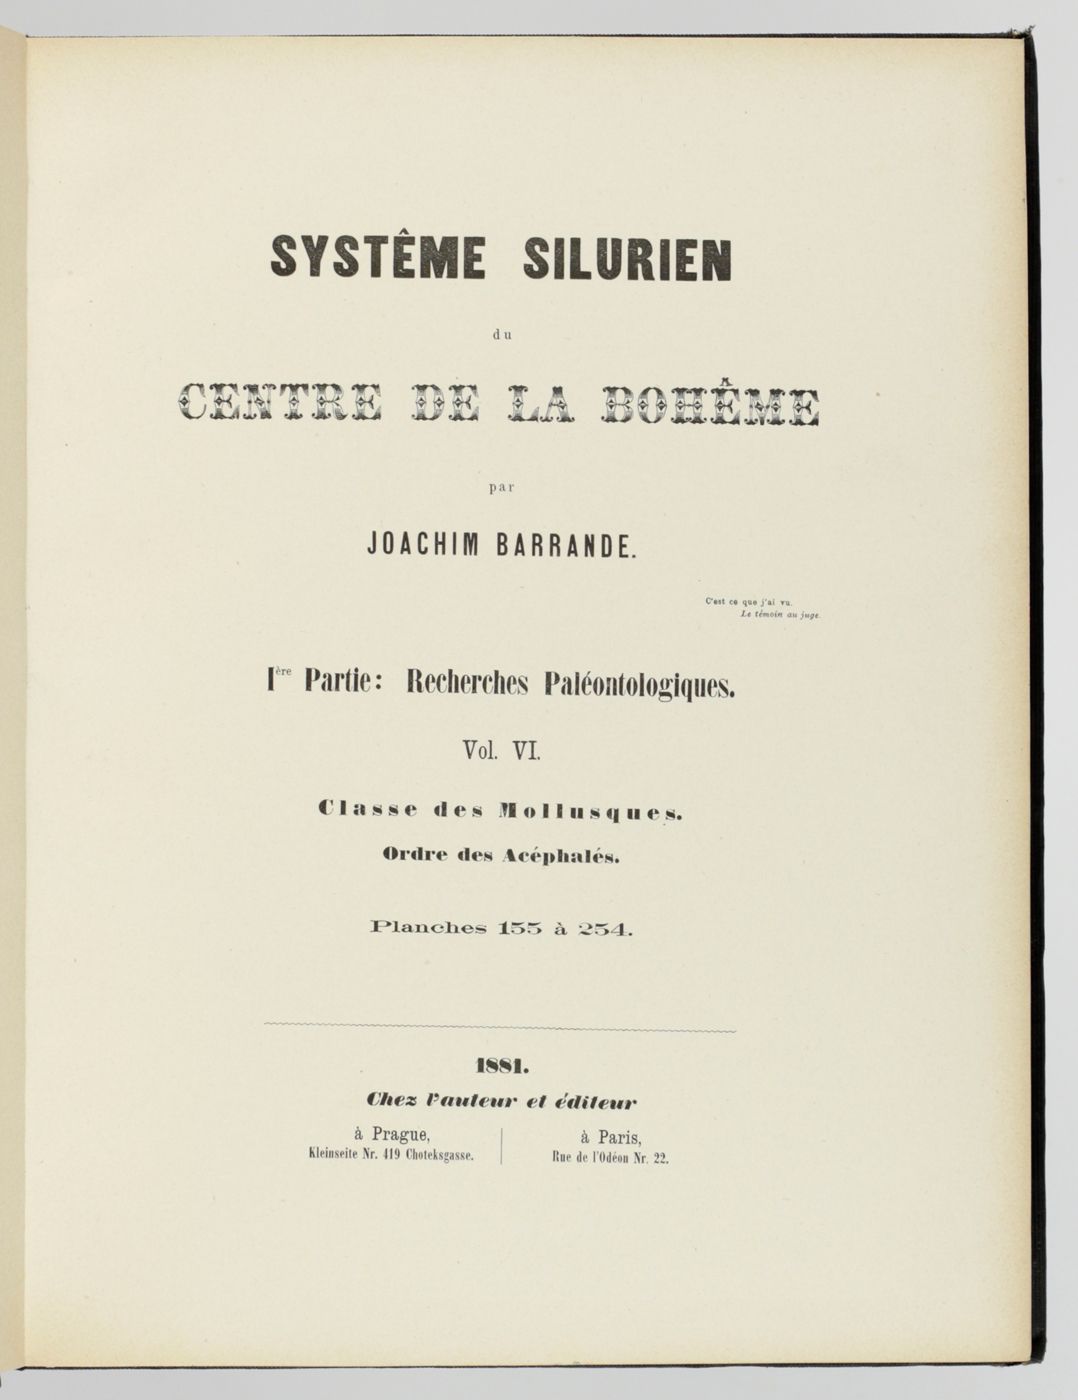 SYSTÊME SILURIEN
du
CENTRE DE LA BOHÊME
par
JOACHIM BARRANDE.
C'est ce que j'ai vu.
Le témoin au juge.
Ière Partie: Recherches Paléontologiques.
Vol. VI.
Classe des Mollusques.
Ordre des Acéphalés.
Planches 155 à 254.
1881.
Chez l'auteur et éditeur
à Prague,
Kleinseite Nr. 419 Choteksgasse.
à Paris,
Rue de l'Odéon Nr. 22.